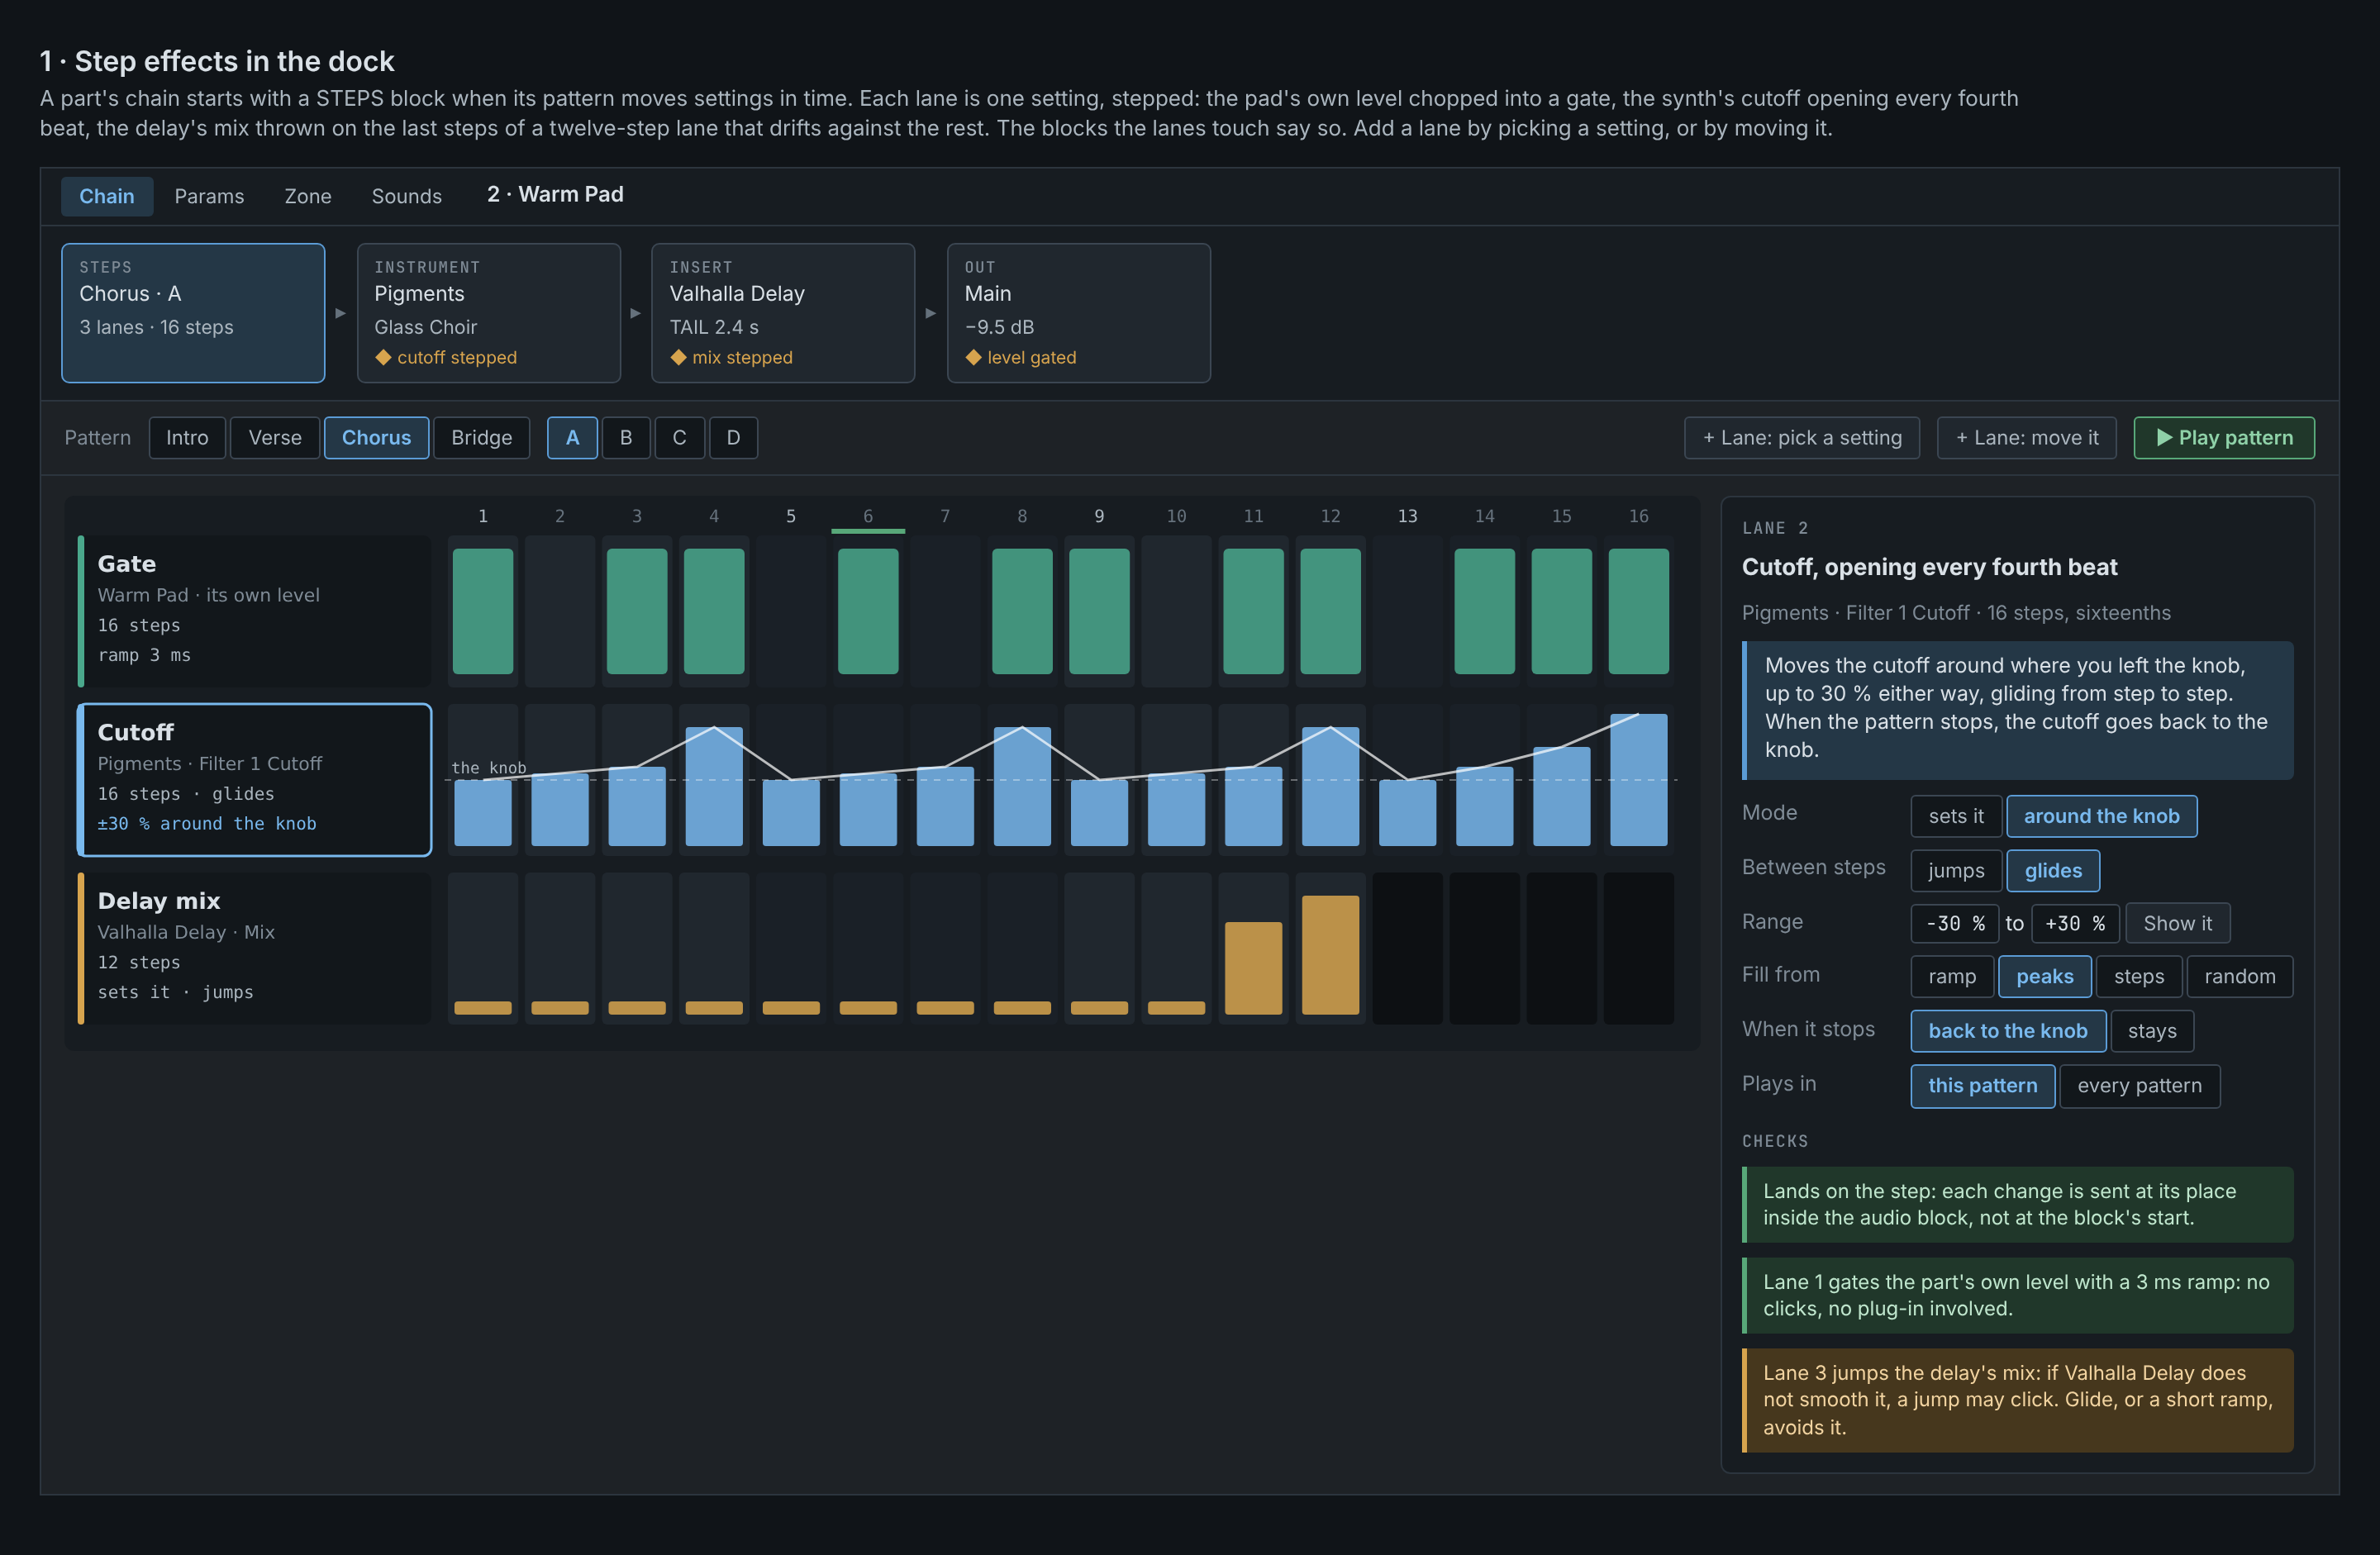 1 · Step effects in the dock
A part's chain starts with a STEPS block when its pattern moves settings in time. Each lane is one setting, stepped: the pad's own level chopped into a gate, the synth's cutoff opening every fourth
beat, the delay's mix thrown on the last steps of a twelve-step lane that drifts against the rest. The blocks the lanes touch say so. Add a lane by picking a setting, or by moving it.
Chain Params Zone Sounds 2 · Warm Pad
STEPS
Chorus · A
3 lanes · 16 steps
▸
INSTRUMENT
Pigments
Glass Choir
◆ cutoff stepped
▸
INSERT
Valhalla Delay
TAIL 2.4 s
◆ mix stepped
▸
OUT
Main
−9.5 dB
◆ level gated
Pattern Intro Verse Chorus Bridge A B C D + Lane: pick a setting + Lane: move it ▶ Play pattern
1 2 3 4 5 6 7 8 9 10 11 12 13 14 15 16
Gate
Warm Pad · its own level
16 steps
ramp 3 ms
Cutoff
Pigments · Filter 1 Cutoff
16 steps · glides
±30 % around the knob
the knob
Delay mix
Valhalla Delay · Mix
12 steps
sets it · jumps
LANE 2
Cutoff, opening every fourth beat
Pigments · Filter 1 Cutoff · 16 steps, sixteenths
Moves the cutoff around where you left the knob,
up to 30 % either way, gliding from step to step.
When the pattern stops, the cutoff goes back to the
knob.
Mode sets it around the knob
Between steps jumps glides
Range -30 % to +30 % Show it
Fill from ramp peaks steps random
When it stops back to the knob stays
Plays in this pattern every pattern
CHECKS
Lands on the step: each change is sent at its place
inside the audio block, not at the block's start.
Lane 1 gates the part's own level with a 3 ms ramp: no
clicks, no plug-in involved.
Lane 3 jumps the delay's mix: if Valhalla Delay does
not smooth it, a jump may click. Glide, or a short ramp,
avoids it.